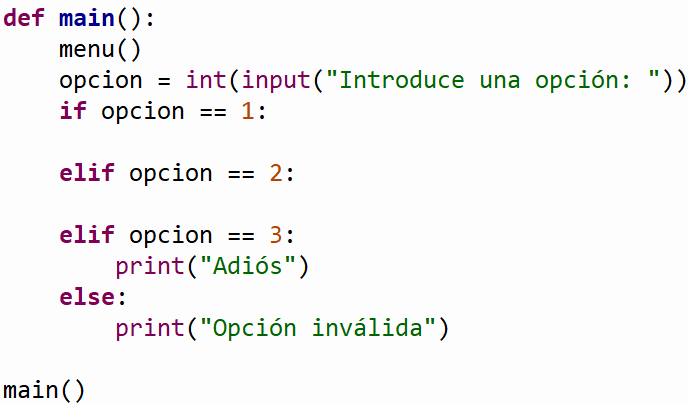 def main():
    menu()
    opcion = int(input("Introduce una opción: "))
    if opcion == 1:

    elif opcion == 2:

    elif opcion == 3:
        print("Adiós")
    else:
        print("Opción inválida")

main()